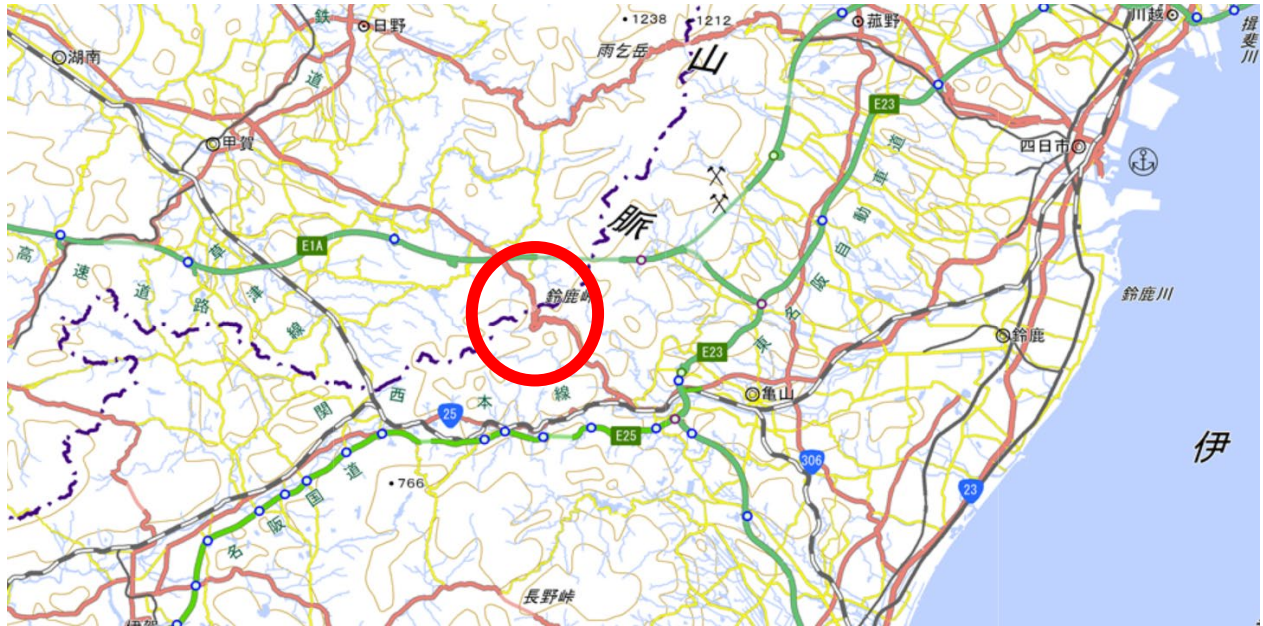 鉄道
日野
・1238
1212
菰野
川越
揖斐川
湖南
雨乞岳
山
脈
E23
甲賀
四日市
東名阪自動車道
E1A
高速道路
草津線
鈴鹿峠
鈴鹿川
鈴鹿
E23
亀山
関西本線
25
E25
306
伊
23
・766
名阪国道
長野峠
伊賀